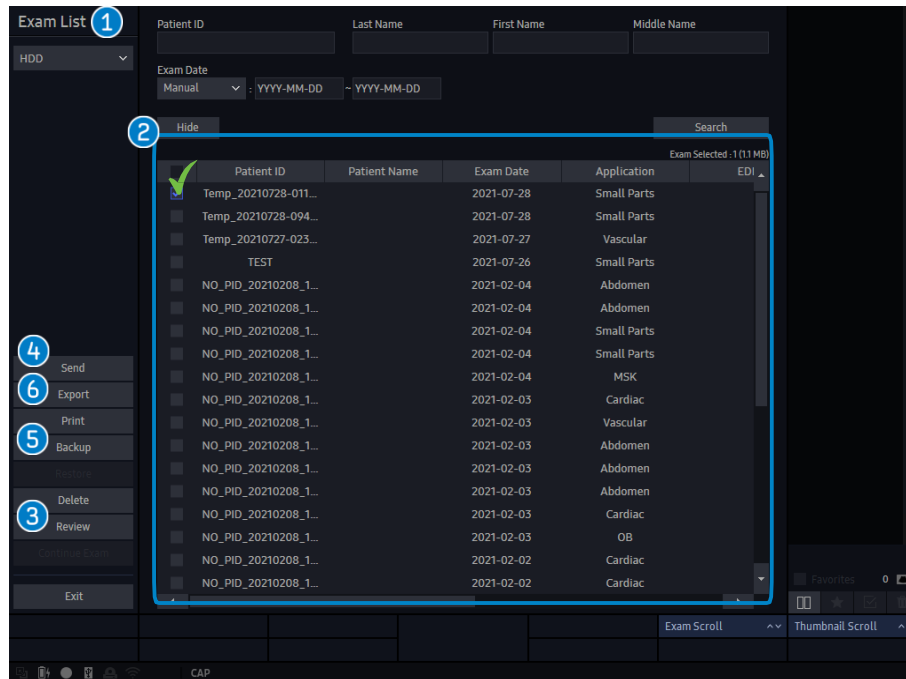 Exam List 1
Patient ID Last Name First Name Middle Name
HDD
Exam Date
Manual : YYYY-MM-DD ~ YYYY-MM-DD
2 Hide Search
Exam Selected : 1 (1.1 MB)
Patient ID Patient Name Exam Date Application EDI
Temp_20210728-011... 2021-07-28 Small Parts
Temp_20210728-094... 2021-07-28 Small Parts
Temp_20210727-023... 2021-07-27 Vascular
TEST 2021-07-26 Small Parts
NO_PID_20210208_1... 2021-02-04 Abdomen
NO_PID_20210208_1... 2021-02-04 Abdomen
NO_PID_20210208_1... 2021-02-04 Small Parts
NO_PID_20210208_1... 2021-02-04 Small Parts
NO_PID_20210208_1... 2021-02-04 MSK
NO_PID_20210208_1... 2021-02-03 Cardiac
NO_PID_20210208_1... 2021-02-03 Vascular
NO_PID_20210208_1... 2021-02-03 Abdomen
NO_PID_20210208_1... 2021-02-03 Abdomen
NO_PID_20210208_1... 2021-02-03 Abdomen
NO_PID_20210208_1... 2021-02-03 Cardiac
NO_PID_20210208_1... 2021-02-03 OB
NO_PID_20210208_1... 2021-02-02 Cardiac
NO_PID_20210208_1... 2021-02-02 Cardiac
4
Send
6 Export
Print
5 Backup
Restore
Delete
3 Review
Continue Exam
Exit
Favorites 0
Exam Scroll Thumbnail Scroll
CAP